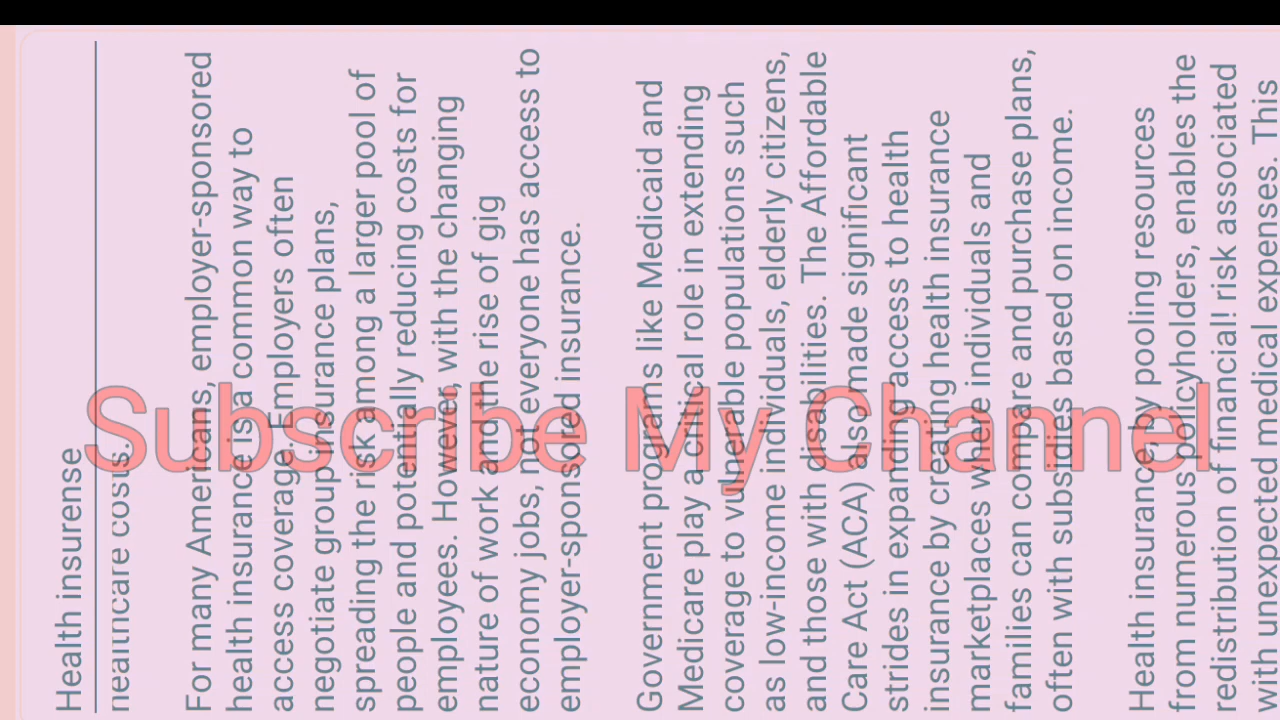 Health insurense
healthcare costs.
For many Americans, employer-sponsored
health insurance is a common way to
access coverage. Employers often
negotiate group insurance plans,
spreading the risk among a larger pool of
people and potentially reducing costs for
employees. However, with the changing
nature of work and the rise of gig
economy jobs, not everyone has access to
employer-sponsored insurance.
Government programs like Medicaid and
Medicare play a critical role in extending
coverage to vulnerable populations such
as low-income individuals, elderly citizens,
and those with disabilities. The Affordable
Care Act (ACA) also made significant
strides in expanding access to health
insurance by creating health insurance
marketplaces where individuals and
families can compare and purchase plans,
often with subsidies based on income.
Health insurance, by pooling resources
from numerous policyholders, enables the
redistribution of financial! risk associated
with unexpected medical expenses. This
Subscribe My Channel